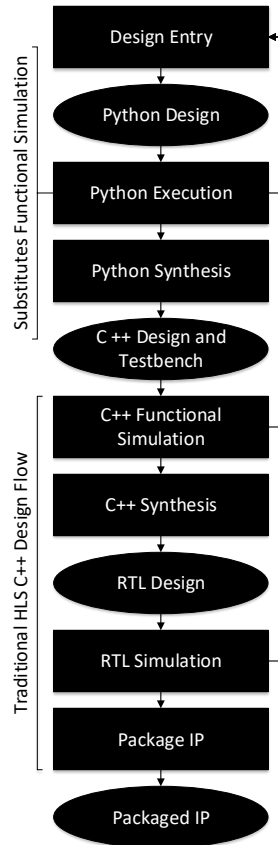 Design Entry
Python Design
Python Execution
Python Synthesis
C ++ Design and
Testbench
C++ Functional
Simulation
C++ Synthesis
RTL Design
RTL Simulation
Package IP
Packaged IP
Substitutes Functional Simulation
Traditional HLS C++ Design Flow